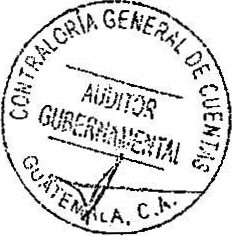 CONTRALORÍA GENERAL DE CUENTAS
AUDITOR
GUBERNAMENTAL
GUATEMALA, C.A.